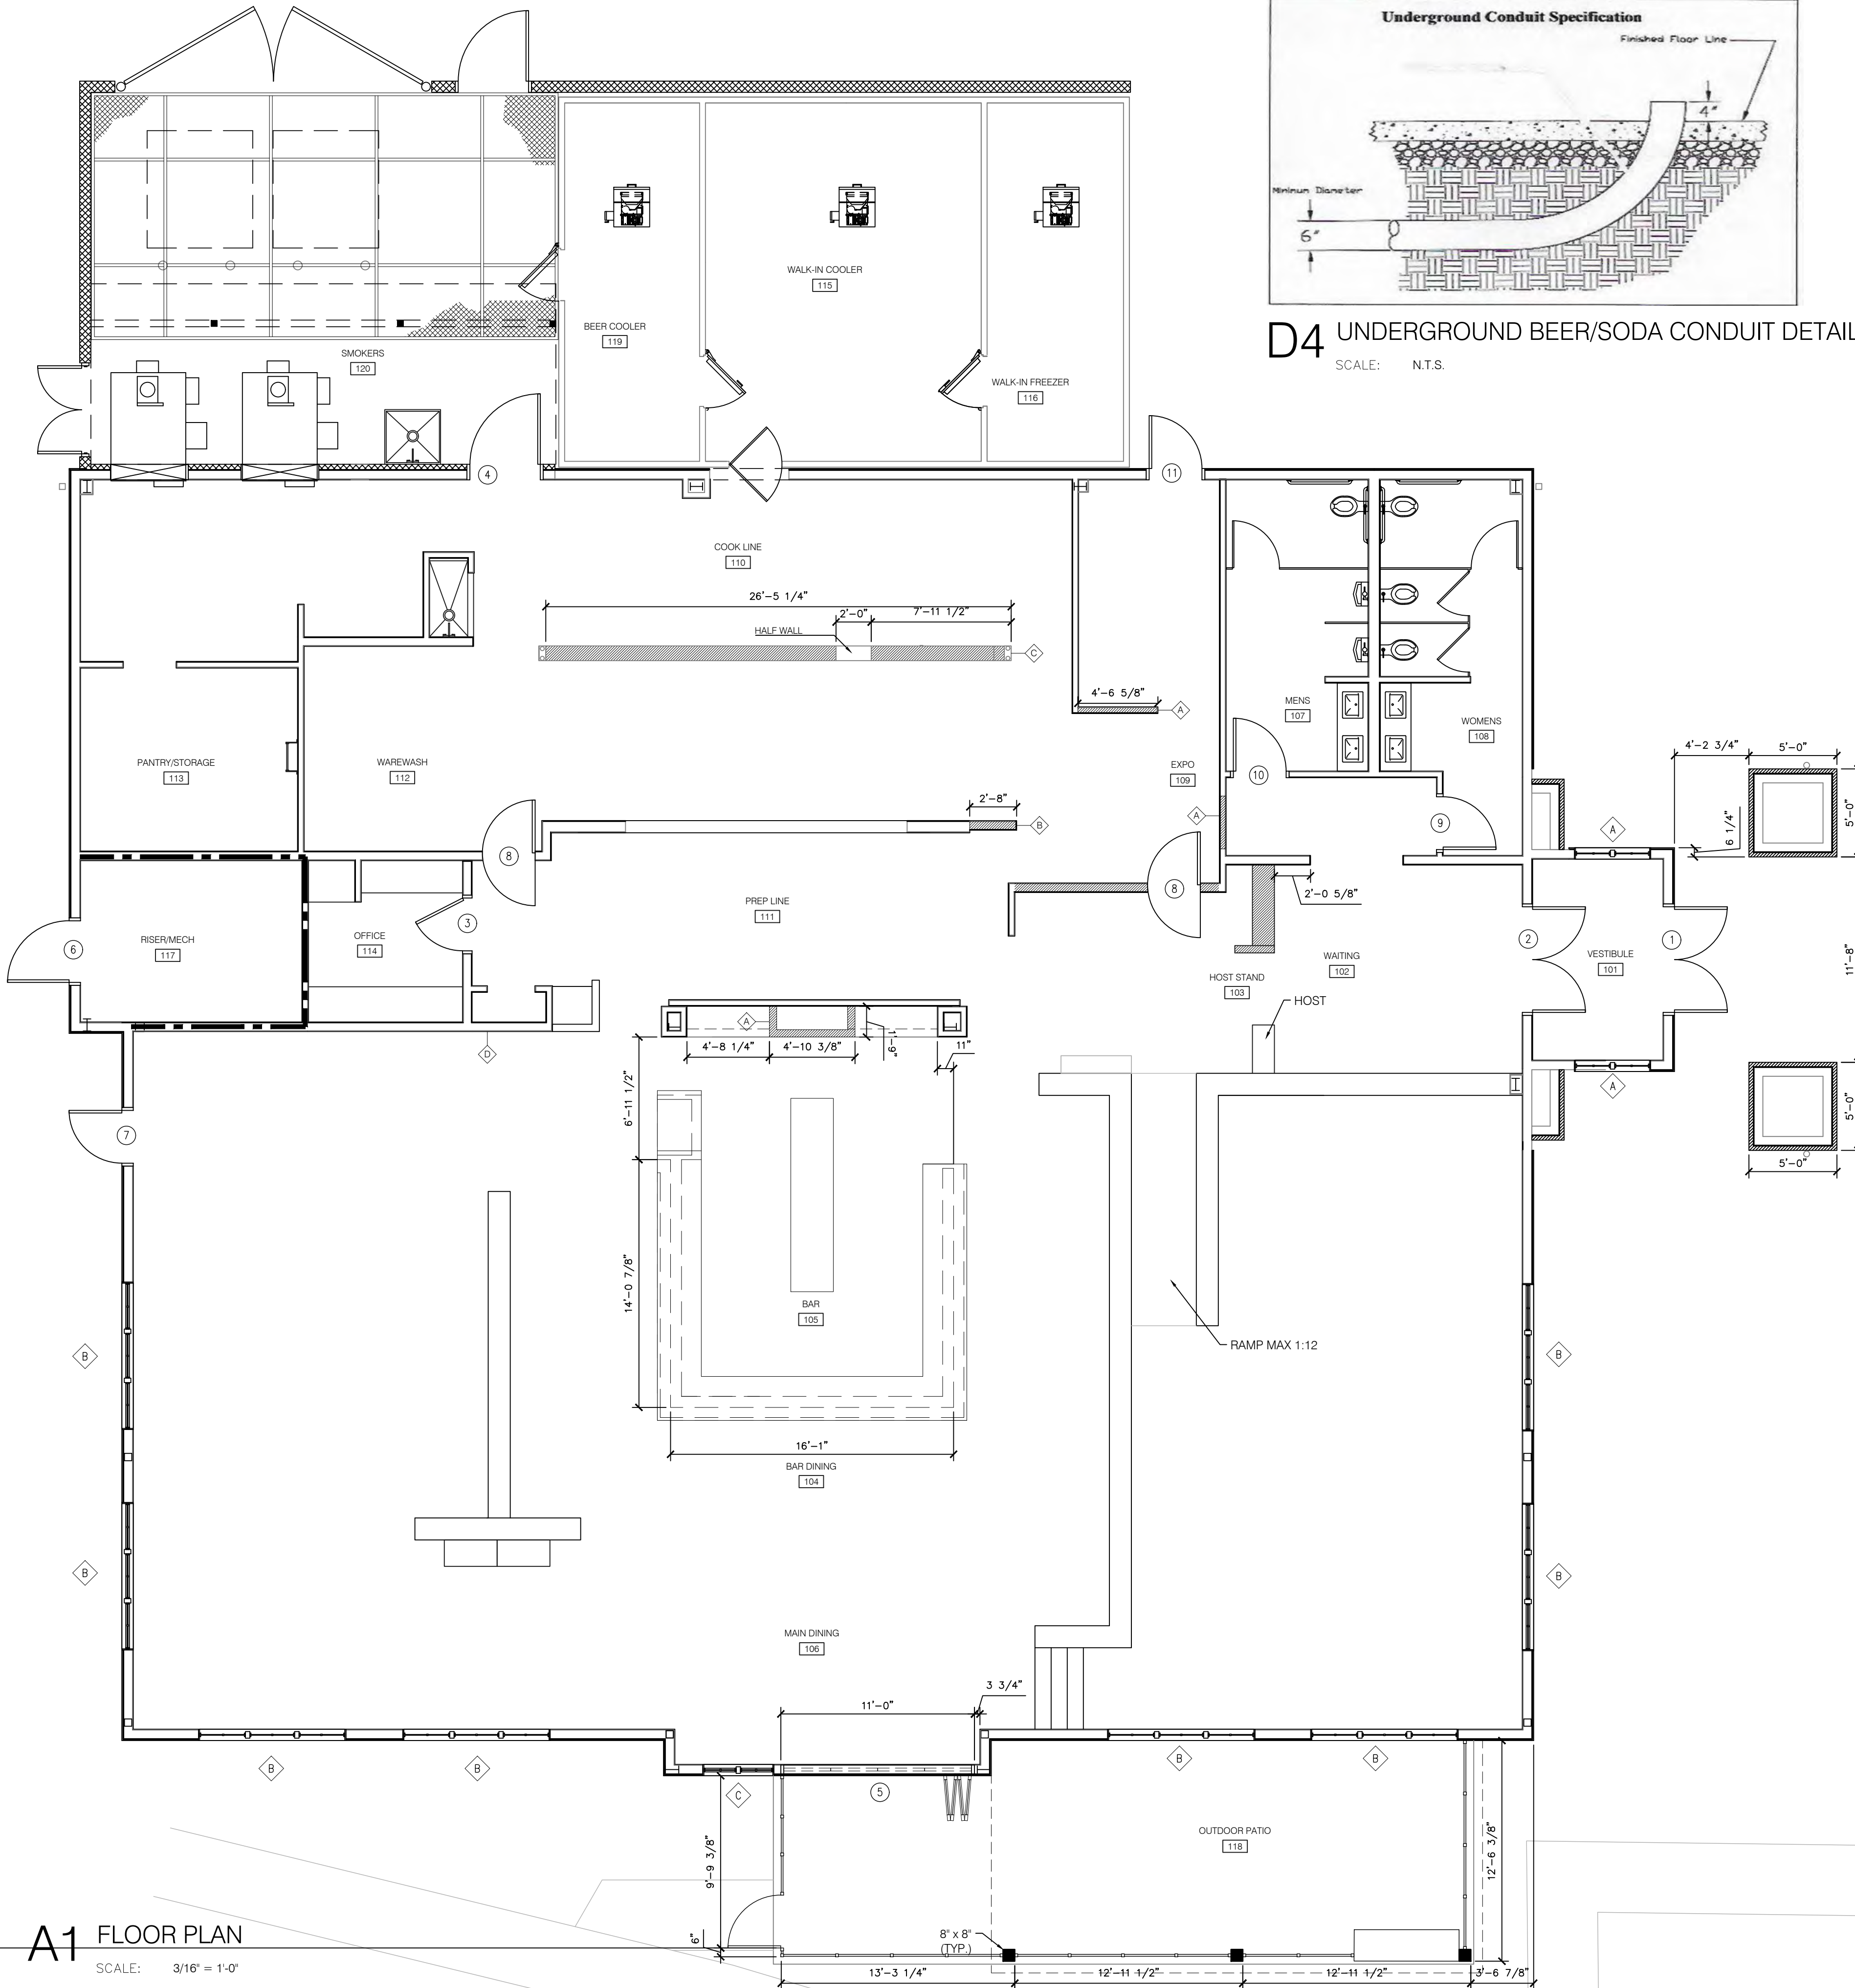 Underground Conduit Specification
Finished Floor Line
4"
Mininun Diameter
6"
D4 UNDERGROUND BEER/SODA CONDUIT DETAIL
SCALE: N.T.S.
WALK-IN COOLER
115
BEER COOLER
119
SMOKERS
120
WALK-IN FREEZER
116
4
11
COOK LINE
110
26'-5 1/4"
2'-0"
7'-11 1/2"
HALF WALL
C
4'-6 5/8"
A
MENS
107
WOMENS
108
4'-2 3/4"
5'-0"
PANTRY/STORAGE
113
WAREWASH
112
EXPO
109
10
5'-0"
2'-8"
B
A
9
A
6 1/4"
8
8
2'-0 5/8"
PREP LINE
111
3
OFFICE
114
RISER/MECH
117
6
2
1
WAITING
102
VESTIBULE
101
11'-8"
HOST STAND
103
HOST
A
4'-8 1/4"
4'-10 3/8"
1'-9"
11"
D
A
6'-11 1/2"
5'-0"
7
5'-0"
14'-0 7/8"
BAR
105
RAMP MAX 1:12
B
B
16'-1"
BAR DINING
104
B
B
MAIN DINING
106
3 3/4"
11'-0"
B
B
B
B
C
5
OUTDOOR PATIO
118
9'-9 3/8"
12'-6 3/8"
6"
8" x 8"
(TYP.)
13'-3 1/4"
12'-11 1/2"
12'-11 1/2"
3'-6 7/8"
A1 FLOOR PLAN
SCALE: 3/16" = 1'-0"